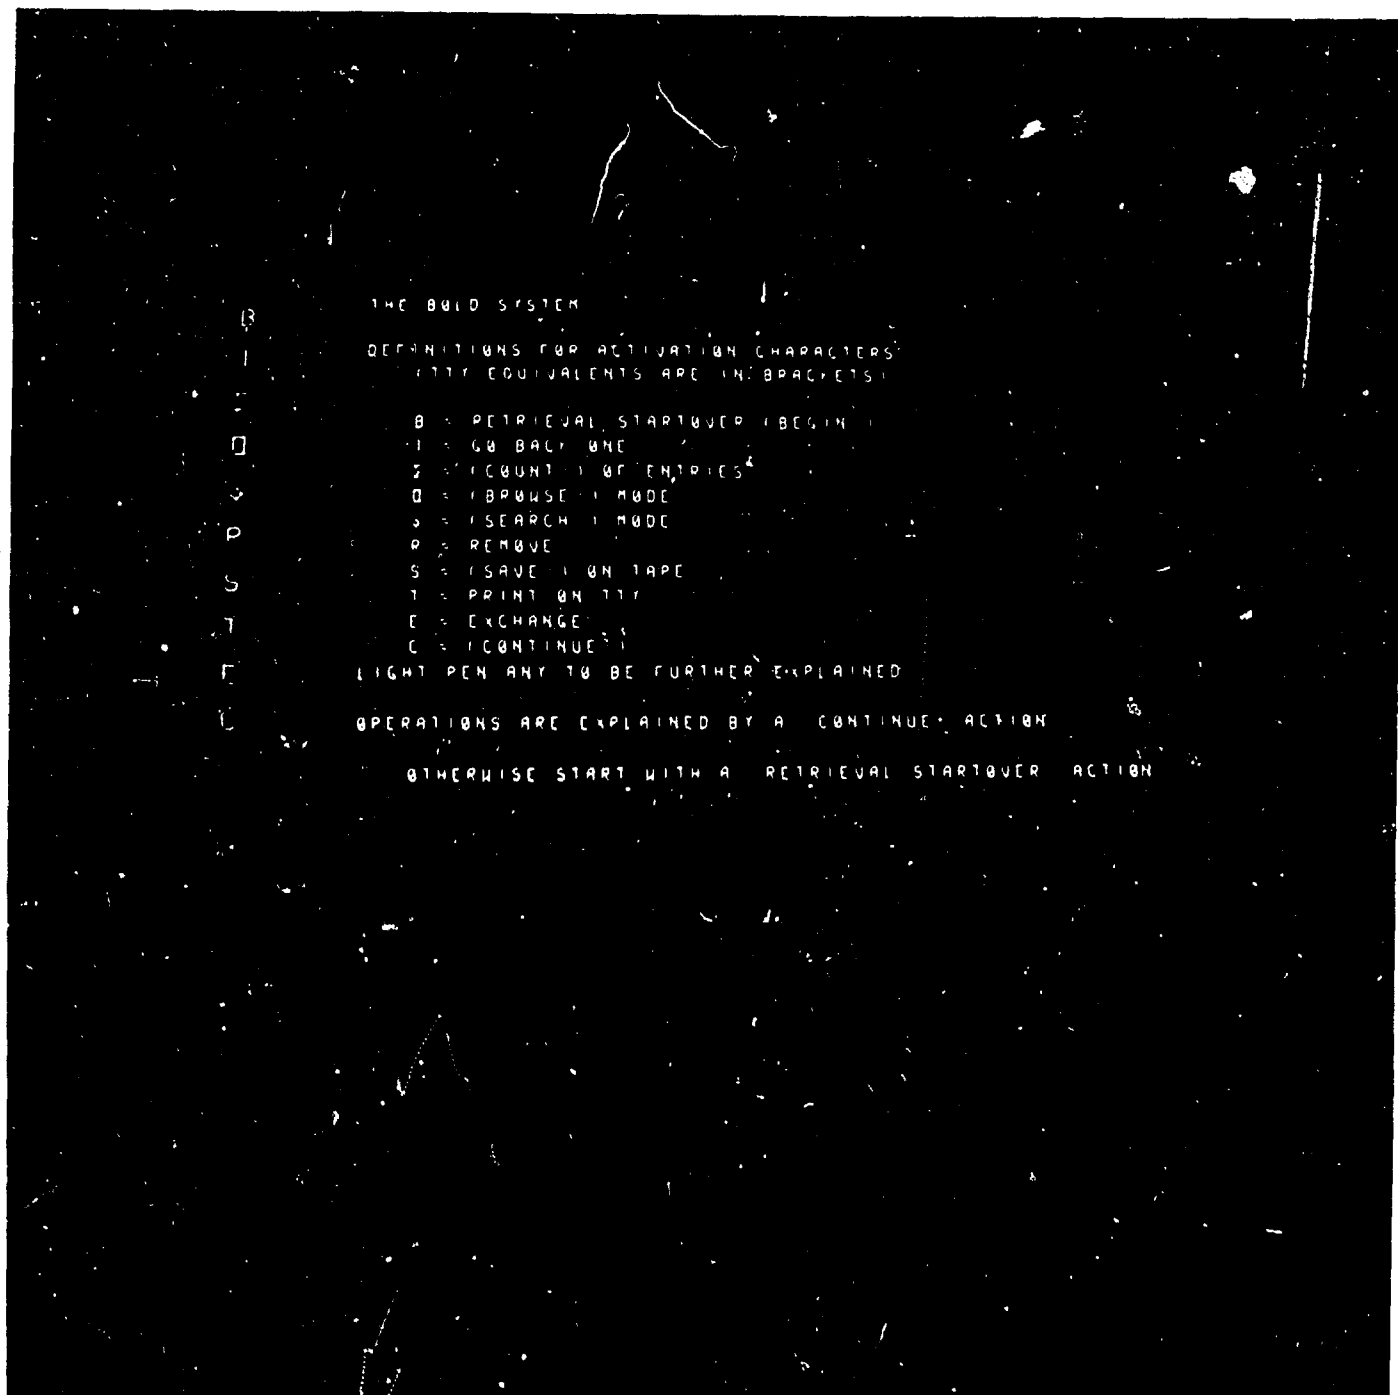 THE BOLD SYSTEM
DEFINITIONS FOR ACTIVATION CHARACTERS
(TTY EQUIVALENTS ARE IN BRACKETS)
B = RETRIEVAL STARTOVER (BEGIN )
I = GO BACK ONE
Σ = (COUNT ) OF ENTRIES
= (BROWSE ) MODE
= (SEARCH ) MODE
R = REMOVE
S = (SAVE ) ON TAPE
T = PRINT ON TTY
E = EXCHANGE
C = (CONTINUE )
LIGHT PEN ANY TO BE FURTHER EXPLAINED
OPERATIONS ARE EXPLAINED BY A CONTINUE ACTION
OTHERWISE START WITH A RETRIEVAL STARTOVER ACTION
B
I
Σ
R
S
T
E
C